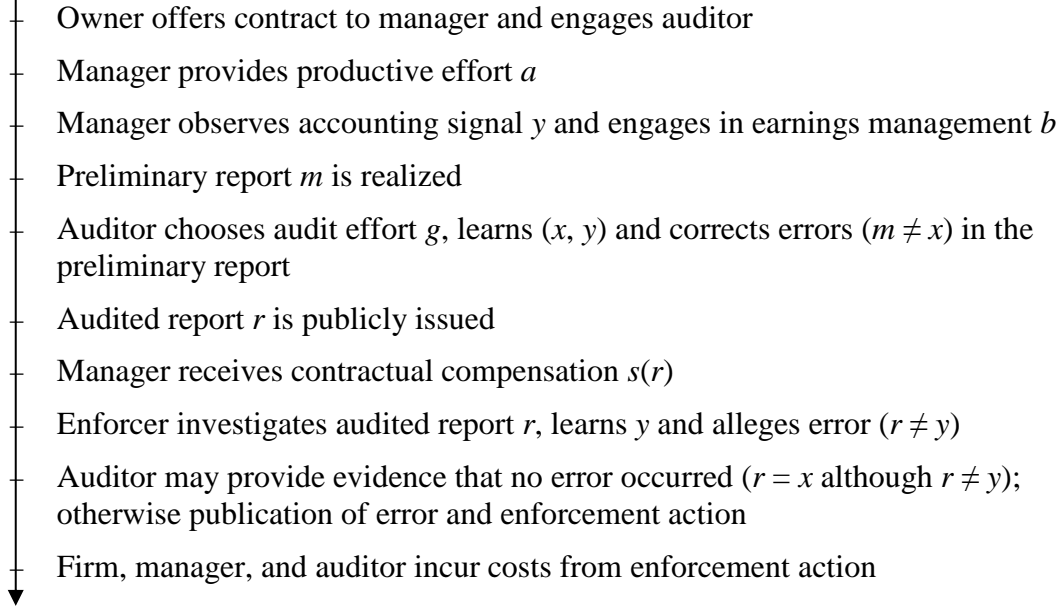 Owner offers contract to manager and engages auditor
Manager provides productive effort a
Manager observes accounting signal y and engages in earnings management b
Preliminary report m is realized
Auditor chooses audit effort g, learns (x, y) and corrects errors (m ≠ x) in the
preliminary report
Audited report r is publicly issued
Manager receives contractual compensation s(r)
Enforcer investigates audited report r, learns y and alleges error (r ≠ y)
Auditor may provide evidence that no error occurred (r = x although r ≠ y);
otherwise publication of error and enforcement action
Firm, manager, and auditor incur costs from enforcement action